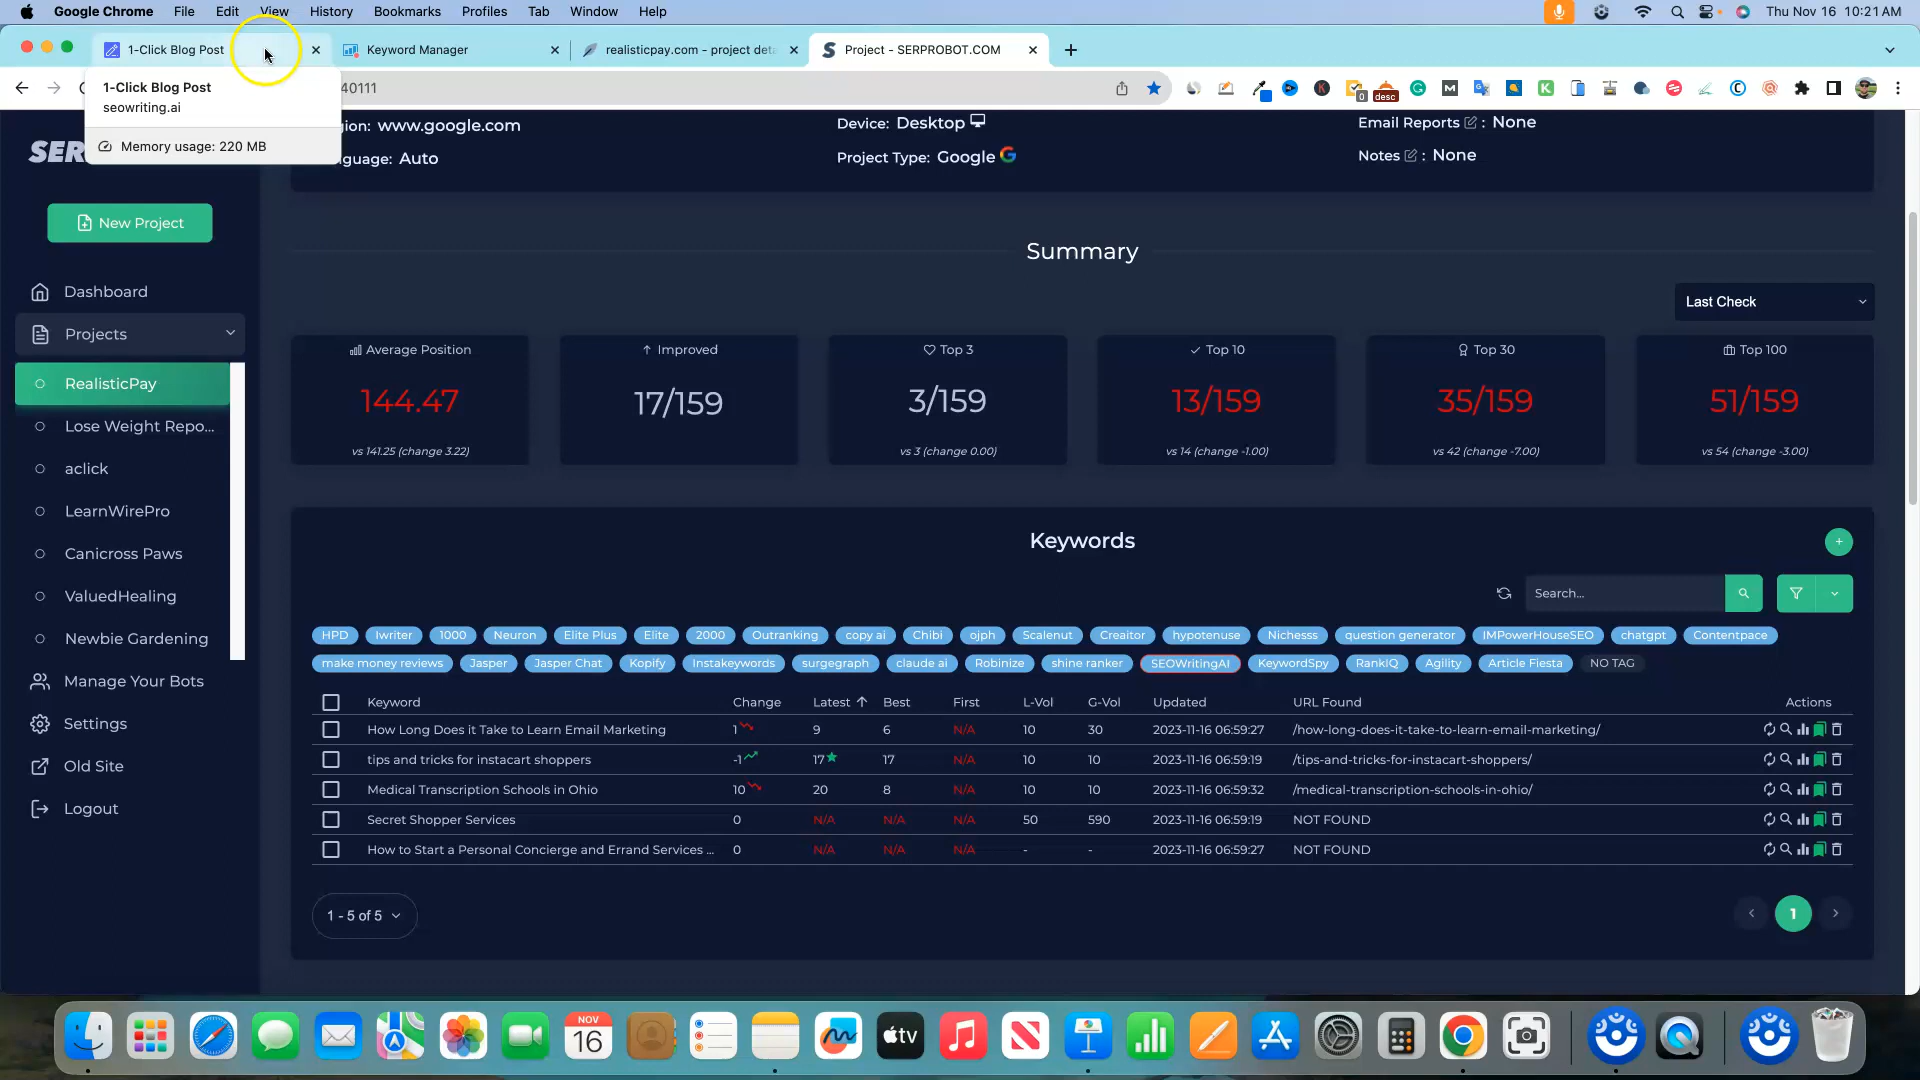 Google Chrome File Edit View History Bookmarks Profiles Tab Window Help Thu Nov 16 10:21 AM
1-Click Blog Post Keyword Manager realisticpay.com - project deta Project - SERPROBOT.COM
40111
1-Click Blog Post
seowriting.ai
Memory usage: 220 MB
desc
0
gion: www.google.com Device: Desktop Email Reports : None
guage: Auto Project Type: Google Notes : None
SER
New Project
Dashboard
Projects
RealisticPay
Lose Weight Repo...
aclick
LearnWirePro
Canicross Paws
ValuedHealing
Newbie Gardening
Manage Your Bots
Settings
Old Site
Logout
Summary
Last Check
Average Position Improved Top 3 Top 10 Top 30 Top 100
144.47 17/159 3/159 13/159 35/159 51/159
vs 141.25 (change 3.22) vs 3 (change 0.00) vs 14 (change -1.00) vs 42 (change -7.00) vs 54 (change -3.00)
Keywords
Search...
HPD Iwriter 1000 Neuron Elite Plus Elite 2000 Outranking copy ai Chibi ojph Scalenut Creaitor hypotenuse Nichesss question generator IMPowerHouseSEO chatgpt Contentpace
make money reviews Jasper Jasper Chat Kopify Instakeywords surgegraph claude ai Robinize shine ranker SEOWritingAI KeywordSpy RankIQ Agility Article Fiesta NO TAG
Keyword Change Latest Best First L-Vol G-Vol Updated URL Found Actions
How Long Does it Take to Learn Email Marketing 1 9 6 N/A 10 30 2023-11-16 06:59:27 /how-long-does-it-take-to-learn-email-marketing/
tips and tricks for instacart shoppers -1 17 17 N/A 10 10 2023-11-16 06:59:19 /tips-and-tricks-for-instacart-shoppers/
Medical Transcription Schools in Ohio 10 20 8 N/A 10 10 2023-11-16 06:59:32 /medical-transcription-schools-in-ohio/
Secret Shopper Services 0 N/A N/A N/A 50 590 2023-11-16 06:59:19 NOT FOUND
How to Start a Personal Concierge and Errand Services ... 0 N/A N/A N/A - - 2023-11-16 06:59:27 NOT FOUND
1 - 5 of 5
1
NOV
16
tv